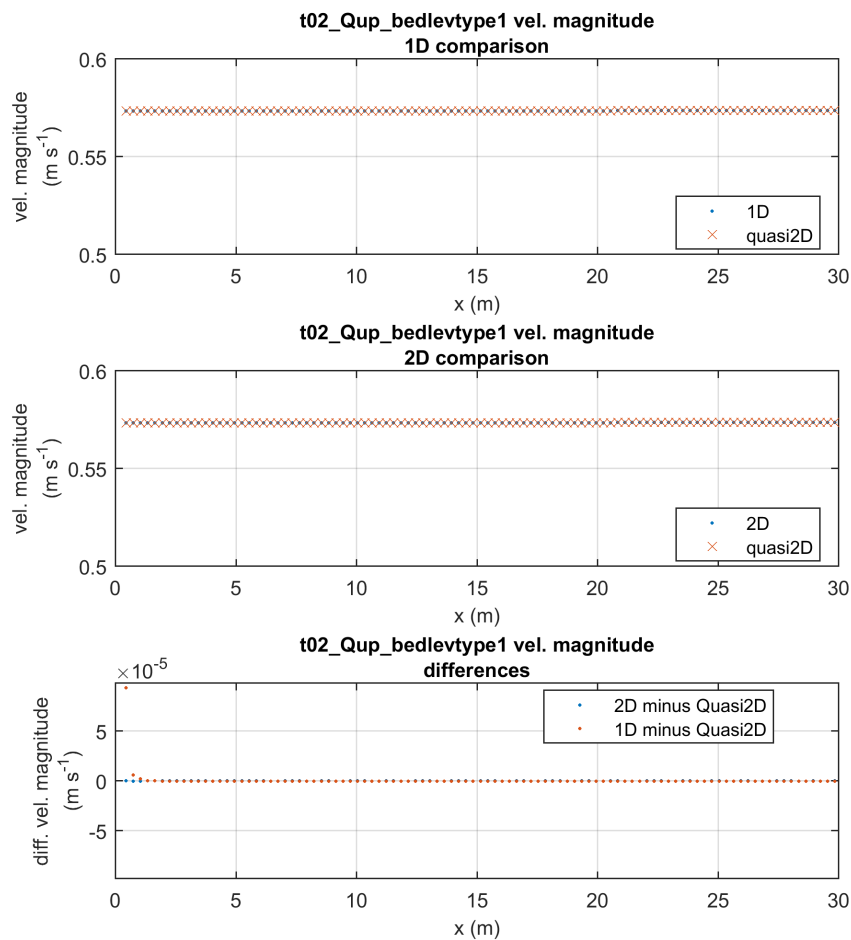 t02_Qup_bedlevtype1 vel. magnitude
1D comparison
0.6
0.55
0.5
vel. magnitude
(m s⁻¹)
1D
quasi2D
0 5 10 15 20 25 30
x (m)
t02_Qup_bedlevtype1 vel. magnitude
2D comparison
0.6
0.55
0.5
vel. magnitude
(m s⁻¹)
2D
quasi2D
0 5 10 15 20 25 30
x (m)
t02_Qup_bedlevtype1 vel. magnitude
differences
×10⁻⁵
5
0
-5
diff. vel. magnitude
(m s⁻¹)
2D minus Quasi2D
1D minus Quasi2D
0 5 10 15 20 25 30
x (m)